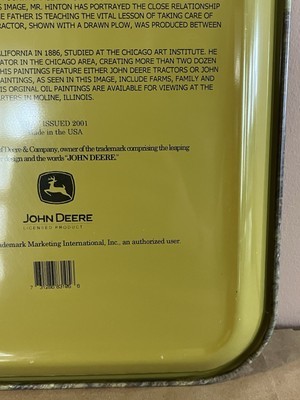 S IMAGE, MR. HINTON HAS PORTRAYED THE CLOSE RELATIONSHIP
E FATHER IS TEACHING THE VITAL LESSON OF TAKING CARE OF
RACTOR, SHOWN WITH A DRAWN PLOW, WAS PRODUCED BETWEEN
ALIFORNIA IN 1886, STUDIED AT THE CHICAGO ART INSTITUTE. HE
ATOR IN THE CHICAGO AREA, CREATING MORE THAN TWO DOZEN
HIS PAINTINGS FEATURE EITHER JOHN DEERE TRACTORS OR JOHN
PAINTINGS, AS SEEN IN THIS IMAGE, INCLUDE FARMS, FAMILY AND
IS ORGINAL OIL PAINTINGS ARE AVAILABLE FOR VIEWING AT THE
RTERS IN MOLINE, ILLINOIS.
ISSUED 2001
Made in the USA
of Deere & Company, owner of the trademark comprising the leaping
r design and the words "JOHN DEERE."
JOHN DEERE
LICENSED PRODUCT
ademark Marketing International, Inc., an authorized user